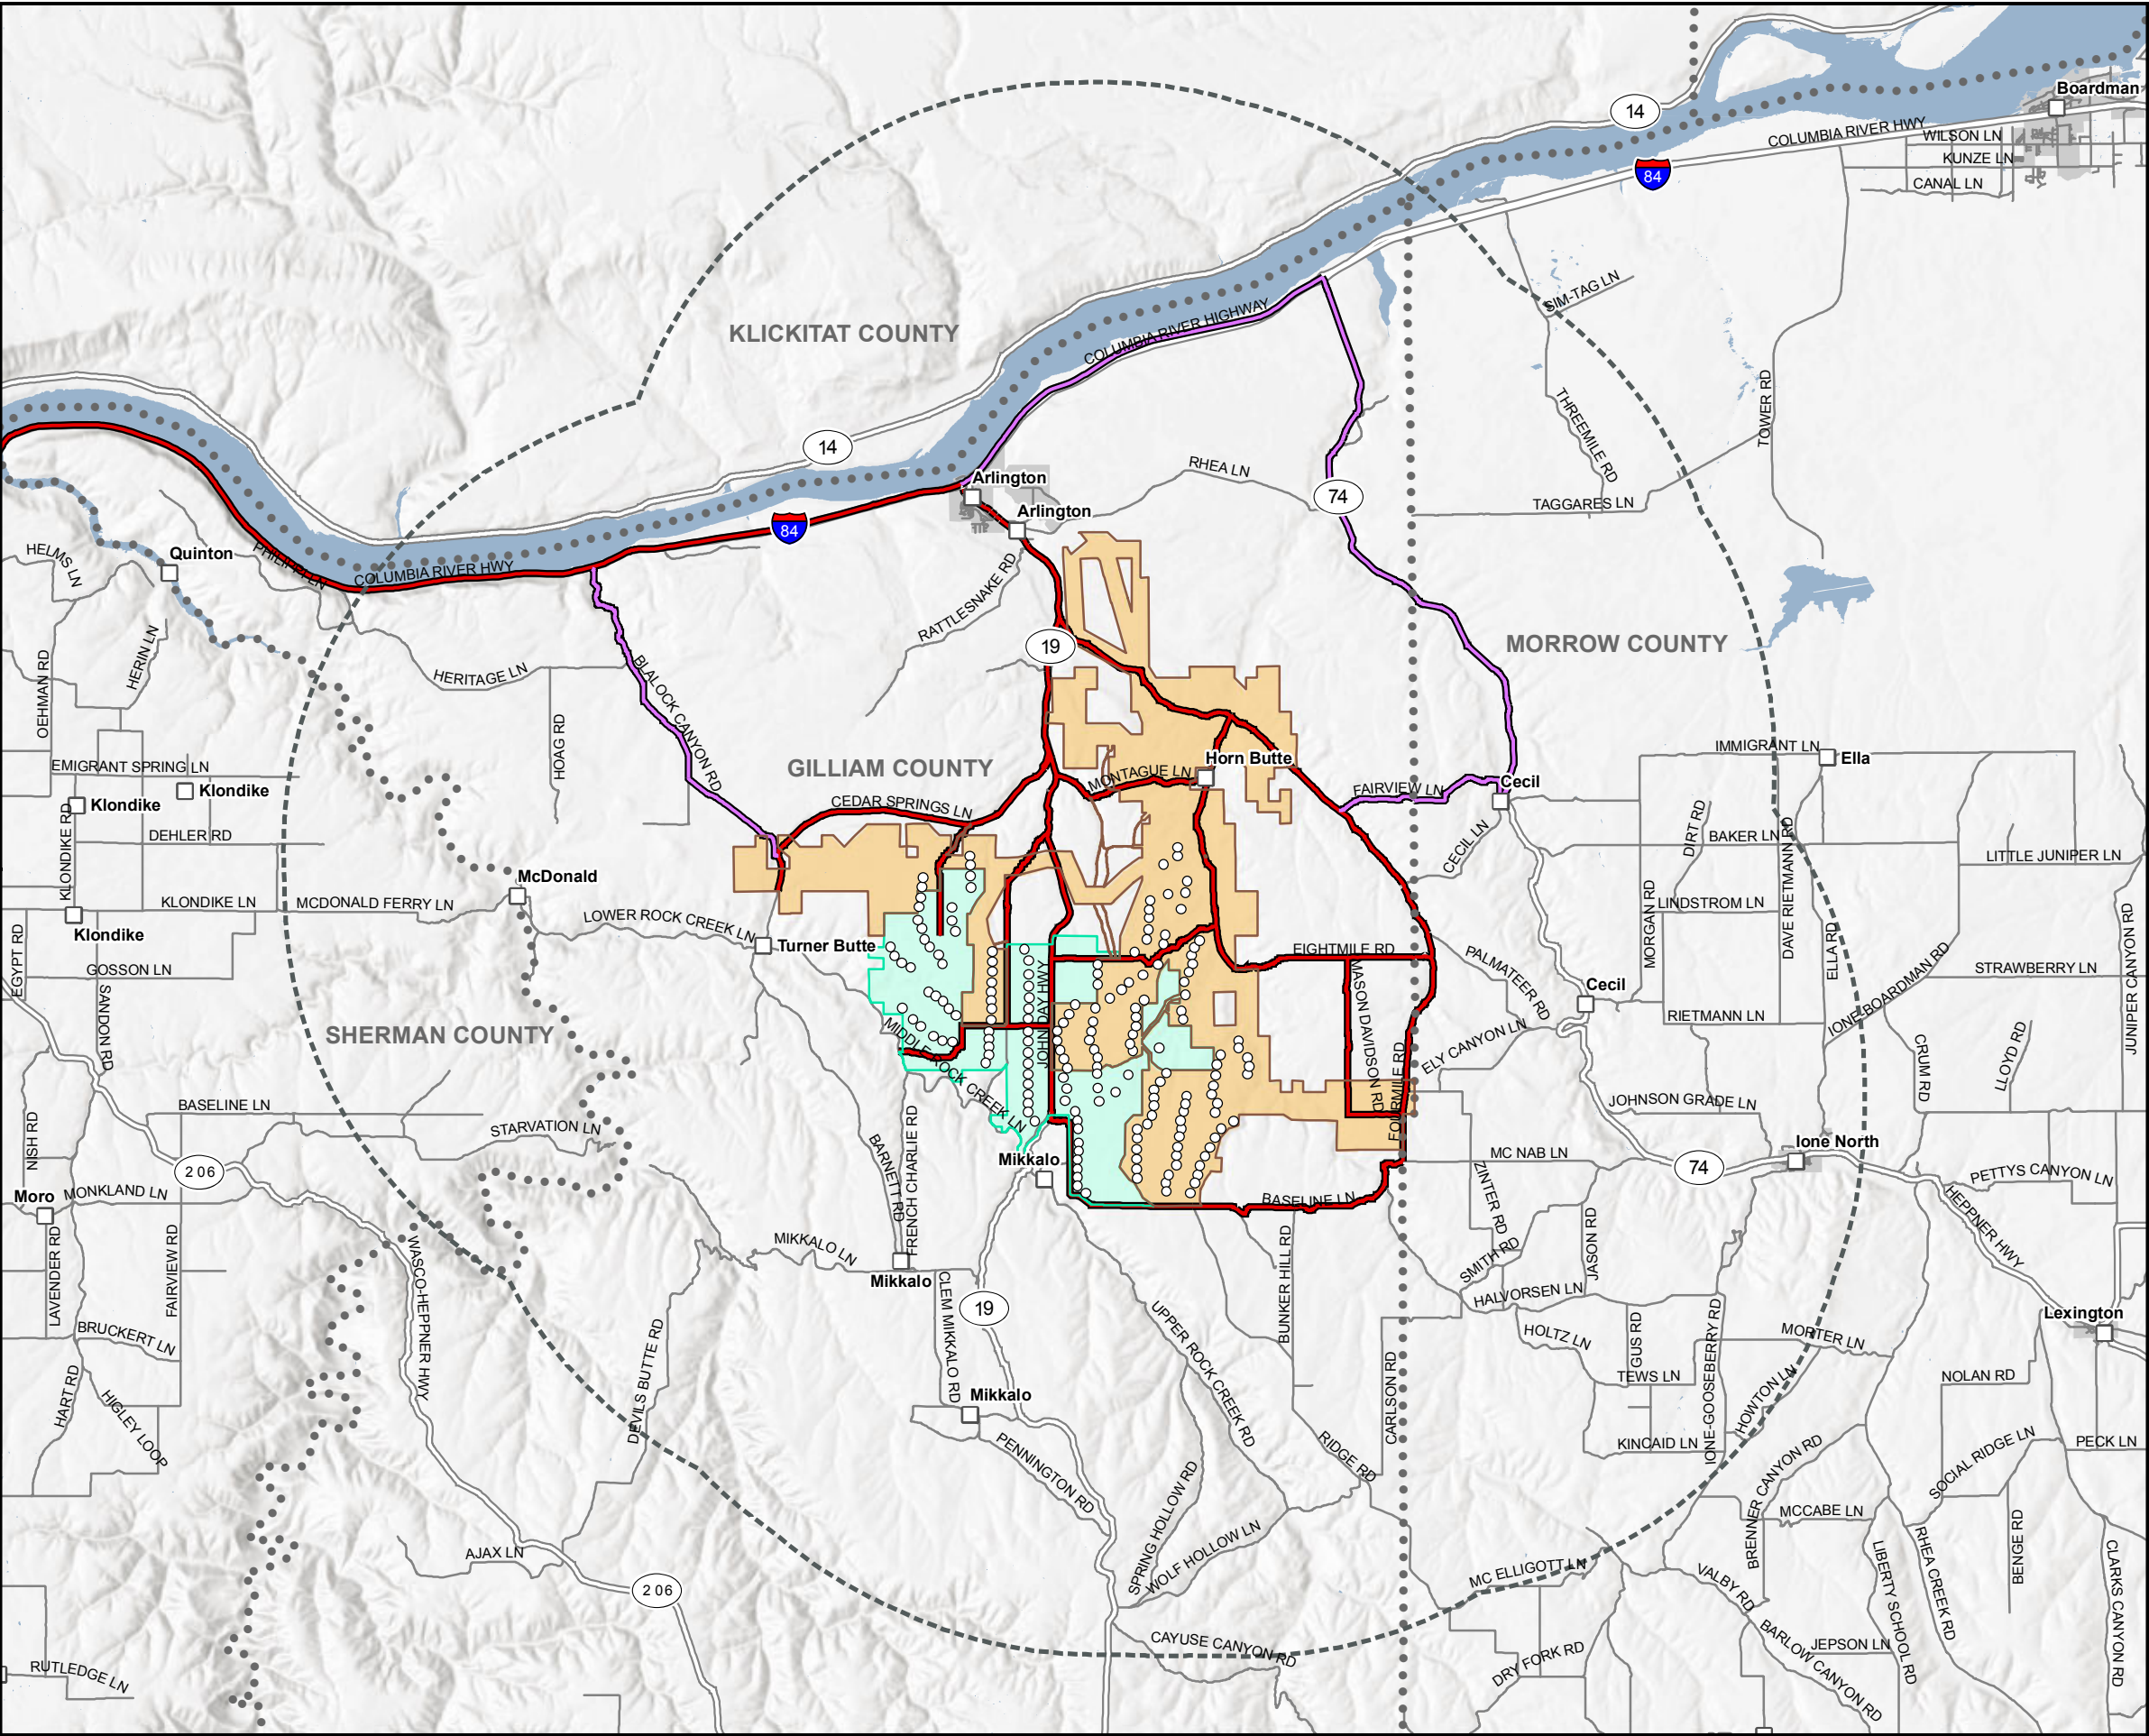 Boardman
14
COLUMBIA RIVER HWY
WILSON LN
KUNZE LN
84
CANAL LN
SIM-TAG LN
KLICKITAT COUNTY
COLUMBIA RIVER HIGHWAY
THREEMILE RD
TOWER RD
14
RHEA LN
Arlington
74
TAGGARES LN
Arlington
84
HELMS LN
Quinton
PHILIPPI LN
COLUMBIA RIVER HWY
RATTLESNAKE RD
19
MORROW COUNTY
OEHMAN RD
HERIN LN
HERITAGE LN
BLALOCK CANYON RD
HOAG RD
IMMIGRANT LN
Ella
EMIGRANT SPRING LN
GILLIAM COUNTY
Horn Butte
MONTAGUE LN
Klondike
Klondike
CEDAR SPRINGS LN
FAIRVIEW LN
Cecil
KLONDIKE RD
DEHLER RD
CECIL LN
DIRT RD
BAKER LN
DAVE RIETMANN RD
LITTLE JUNIPER LN
McDonald
KLONDIKE LN
MCDONALD FERRY LN
LOWER ROCK CREEK LN
Turner Butte
MORGAN RD
LINDSTROM LN
ELLA RD
JUNIPER CANYON RD
Klondike
EGYPT RD
GOSSON LN
SANDON RD
EIGHTMILE RD
MASON DAVIDSON RD
PALMATEER RD
IONE-BOARDMAN RD
STRAWBERRY LN
Cecil
RIETMANN LN
SHERMAN COUNTY
JOHN DAY HWY
MIDDLE ROCK CREEK LN
ELY CANYON LN
FOURMILE RD
CRUM RD
LLOYD RD
BASELINE LN
STARVATION LN
NISH RD
206
JOHNSON GRADE LN
BARNETT RD
FRENCH CHARLIE RD
Mikkalo
MC NAB LN
ZINTER RD
74
Ione North
PETTYS CANYON LN
Moro
MONKLAND LN
BASELINE LN
HEPPNER HWY
LAVENDER RD
FAIRVIEW RD
WASCO-HEPPNER HWY
MIKKALO LN
Mikkalo
CLEM MIKKALO RD
19
BUNKER HILL RD
SMITH RD
JASON RD
HALVORSEN LN
Lexington
UPPER ROCK CREEK RD
BRUCKERT LN
HART RD
HIGLEY LOOP
DEVILS BUTTE RD
CARLSON RD
HOLTZ LN
GUS RD
IONE-GOOSEBERRY RD
MORTER LN
TEWS LN
NOLAN RD
Mikkalo
PENNINGTON RD
RIDGE RD
KINCAID LN
HOWTON LN
SOCIAL RIDGE LN
PECK LN
BRENNER CANYON RD
SPRING HOLLOW RD
WOLF HOLLOW LN
MCCABE LN
AJAX LN
206
MC ELLIGOTT LN
VALBY RD
LIBERTY SCHOOL RD
RHEA CREEK RD
BENGE RD
CLARKS CANYON RD
CAYUSE CANYON RD
DRY FORK RD
BARLOW CANYON RD
JEPSON LN
RUTLEDGE LN